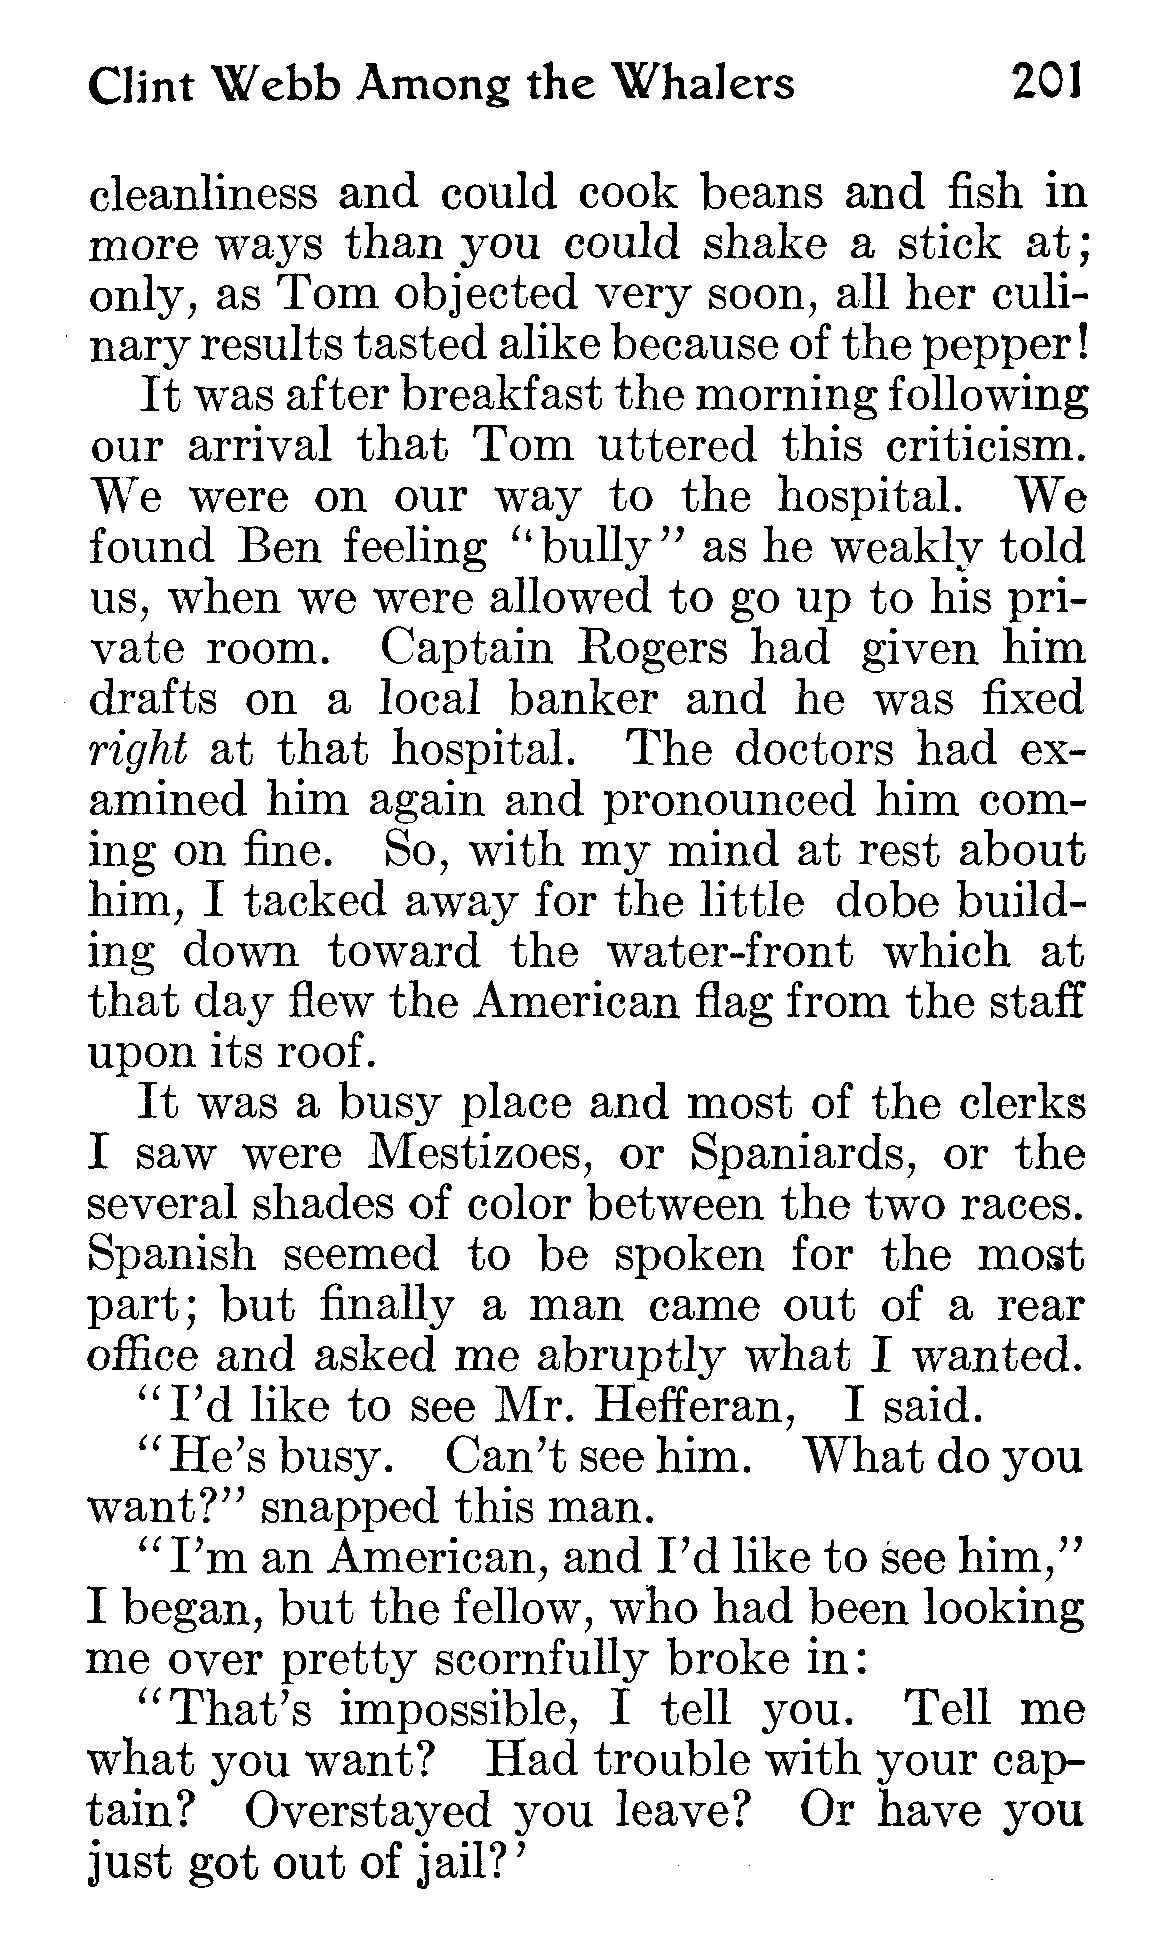 Clint Webb Among the Whalers 201
cleanliness and could cook beans and fish in
more ways than you could shake a stick at;
only, as Tom objected very soon, all her culi-
nary results tasted alike because of the pepper!
It was after breakfast the morning following
our arrival that Tom uttered this criticism.
We were on our way to the hospital. We
found Ben feeling “bully” as he weakly told
us, when we were allowed to go up to his pri-
vate room. Captain Rogers had given him
drafts on a local banker and he was fixed
right at that hospital. The doctors had ex-
amined him again and pronounced him com-
ing on fine. So, with my mind at rest about
him, I tacked away for the little dobe build-
ing down toward the water-front which at
that day flew the American flag from the staff
upon its roof.
It was a busy place and most of the clerks
I saw were Mestizoes, or Spaniards, or the
several shades of color between the two races.
Spanish seemed to be spoken for the most
part; but finally a man came out of a rear
office and asked me abruptly what I wanted.
“I’d like to see Mr. Hefferan, I said.
“He’s busy. Can’t see him. What do you
want?” snapped this man.
“I’m an American, and I’d like to see him,”
I began, but the fellow, who had been looking
me over pretty scornfully broke in:
“That’s impossible, I tell you. Tell me
what you want? Had trouble with your cap-
tain? Overstayed you leave? Or have you
just got out of jail?’